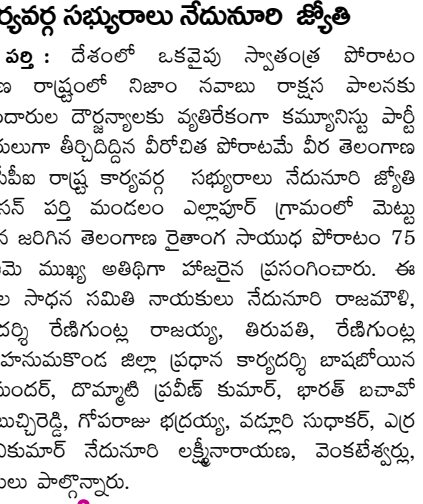 ర్యవర్గ సభ్యురాలు నేదునూరి జ్యోతి
పర్తి : దేశంలో ఒకవైపు స్వాతంత్ర పోరాటం
ణ రాష్ట్రంలో నిజాం నవాబు రాక్షస పాలనకు
ందారుల దౌర్జన్యాలకు వ్యతిరేకంగా కమ్యూనిస్టు పార్టీ
రులుగా తీర్చిదిద్దిన వీరోచిత పోరాటమే వీర తెలంగాణ
సీపీఐ రాష్ట్ర కార్యవర్గ సభ్యురాలు నేదునూరి జ్యోతి
సన్ పర్తి మండలం ఎల్లాపూర్ గ్రామంలో మెట్టు
న జరిగిన తెలంగాణ రైతాంగ సాయుధ పోరాటం 75
మె ముఖ్య అతిథిగా హాజరైన ప్రసంగించారు. ఈ
ల సాధన సమితి నాయకులు నేదునూరి రాజమౌళి,
దర్శి రేణిగుంట్ల రాజయ్య, తిరుపతి, రేణిగుంట్ల
హనుమకొండ జిల్లా ప్రధాన కార్యదర్శి బాషబోయిన
ందర్, దొమ్మాటి ప్రవీణ్ కుమార్, భారత్ బచావో
బుచ్చిరెడ్డి, గోపరాజు భద్రయ్య, వడ్లూరి సుధాకర్, ఎర్ర
వికుమార్ నేదునూరి లక్ష్మీనారాయణ, వెంకటేశ్వర్లు,
లు పాల్గొన్నారు.